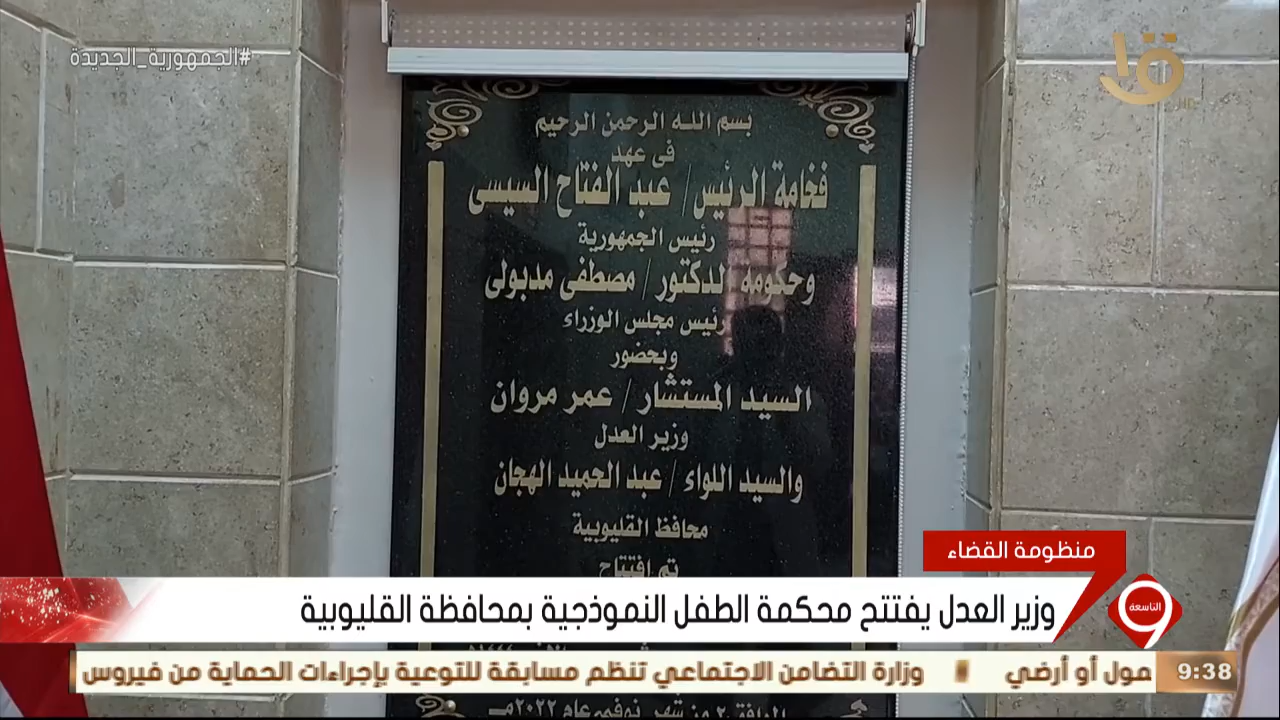 #الجمهورية_الجديدة
بسم الله الرحمن الرحيم
فى عهد
فخامة الرئيس/ عبد الفتاح السيسى
رئيس الجمهورية
وحكومة الدكتور / مصطفى مدبولى
رئيس مجلس الوزراء
وبحضور
السيد المستشار / عمر مروان
وزير العدل
والسيد اللواء / عبد الحميد الهجان
محافظ القليوبية
تم افتتاح
منظومة القضاء
التاسعة
وزير العدل يفتتح محكمة الطفل النموذجية بمحافظة القليوبية
9:38
مول أو أرضي وزارة التضامن الاجتماعي تنظم مسابقة للتوعية بإجراءات الحماية من فيروس
نوفمبر عام ٢٠٢٢مـ